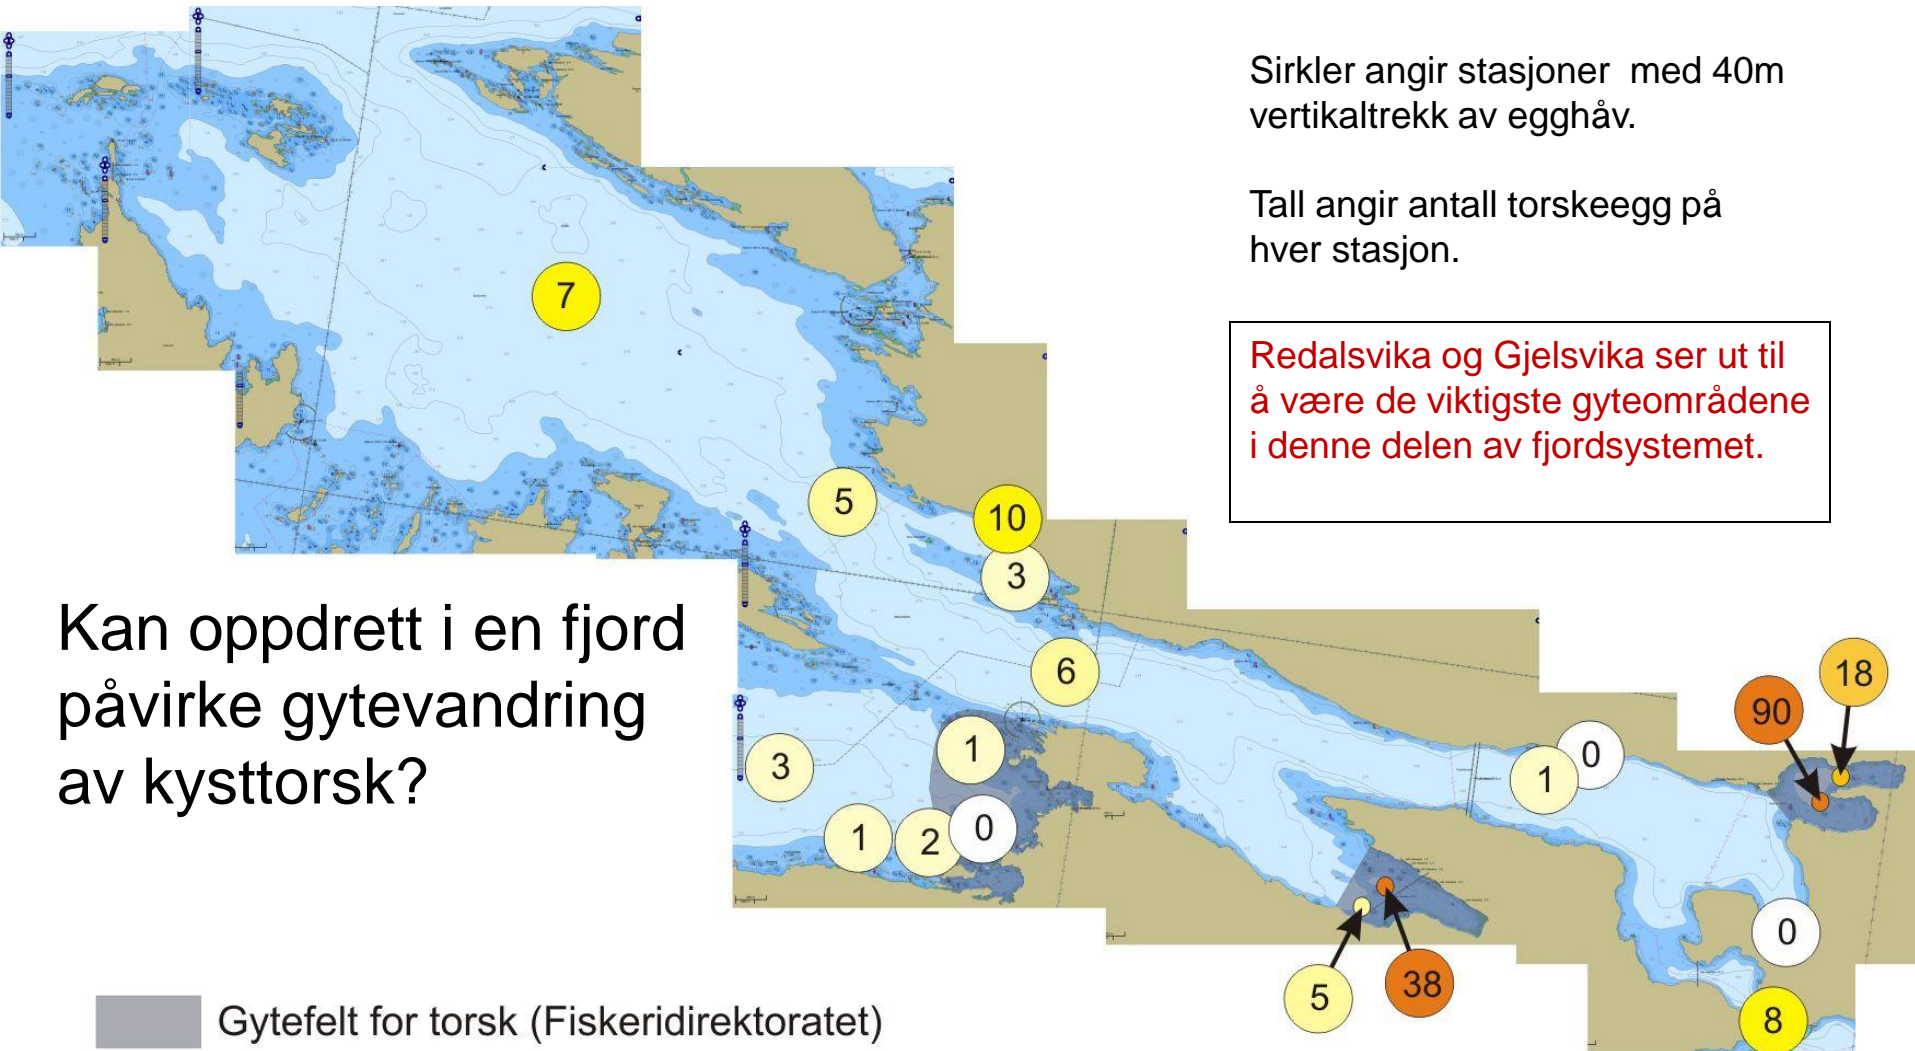 Sirkler angir stasjoner med 40m
vertikaltrekk av egghåv.
Tall angir antall torskeegg på
hver stasjon.
Redalsvika og Gjelsvika ser ut til
å være de viktigste gyteområdene
i denne delen av fjordsystemet.
7
5
10
3
6
Kan oppdrett i en fjord
påvirke gytevandring
av kysttorsk?
18
90
1
0
3
1
1
2
0
0
5
38
8
Gytefelt for torsk (Fiskeridirektoratet)